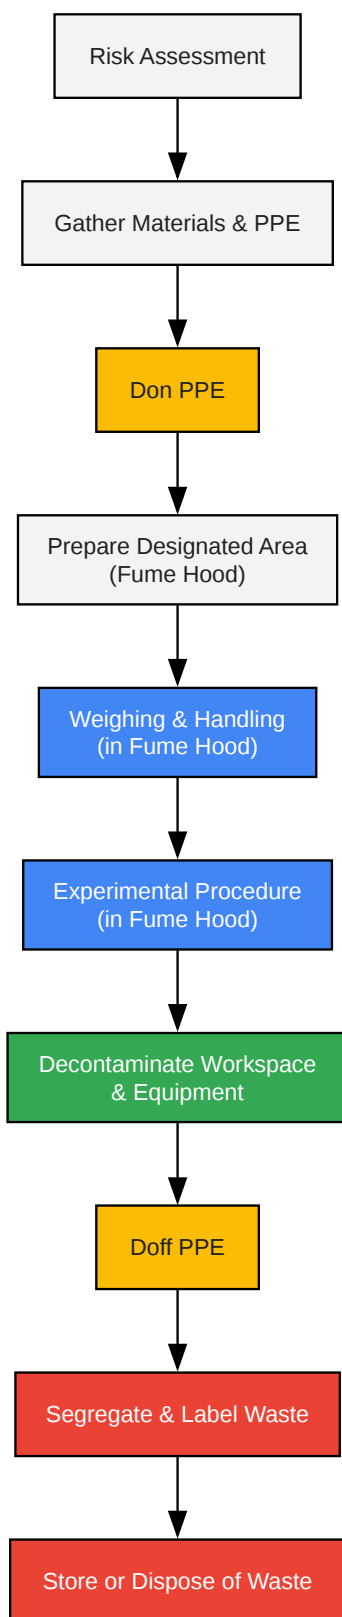 Risk Assessment
Gather Materials & PPE
Don PPE
Prepare Designated Area
(Fume Hood)
Weighing & Handling
(in Fume Hood)
Experimental Procedure
(in Fume Hood)
Decontaminate Workspace
& Equipment
Doff PPE
Segregate & Label Waste
Store or Dispose of Waste